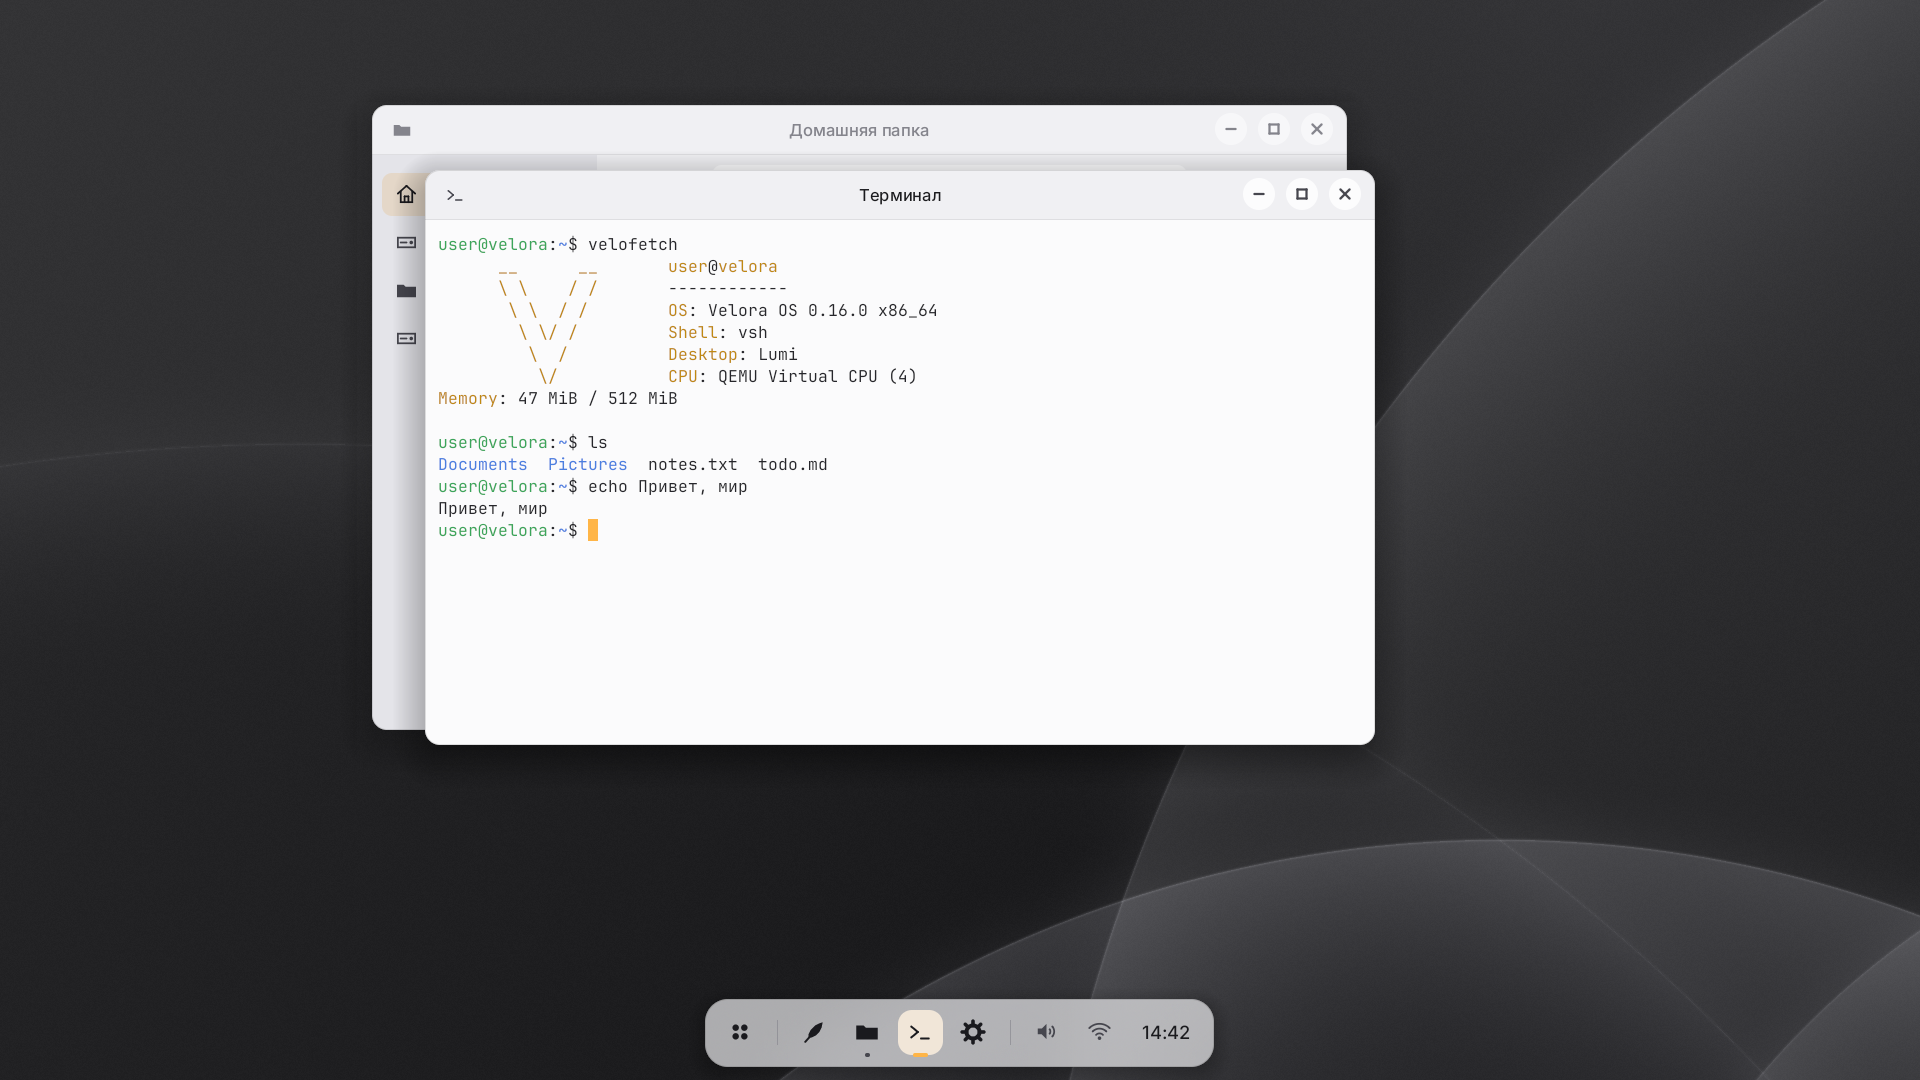 Домашняя папка
Терминал
user@velora:~$ velofetch
user@velora
------------
OS: Velora OS 0.16.0 x86_64
Shell: vsh
Desktop: Lumi
CPU: QEMU Virtual CPU (4)
Memory: 47 MiB / 512 MiB
user@velora:~$ ls
Documents  Pictures  notes.txt  todo.md
user@velora:~$ echo Привет, мир
Привет, мир
user@velora:~$
14:42